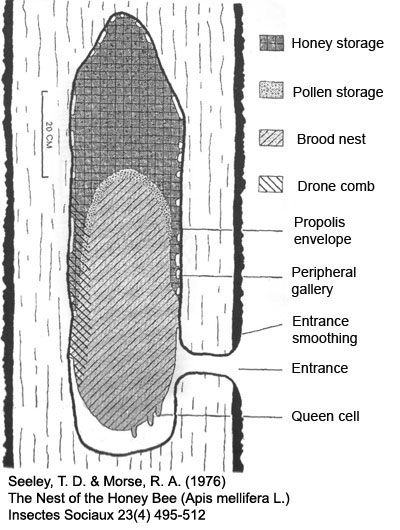 Honey storage
Pollen storage
20 CM
Brood nest
Drone comb
Propolis
envelope
Peripheral
gallery
Entrance
smoothing
Entrance
Queen cell
Seeley, T. D. & Morse, R. A. (1976)
The Nest of the Honey Bee (Apis mellifera L.)
Insectes Sociaux 23(4) 495-512